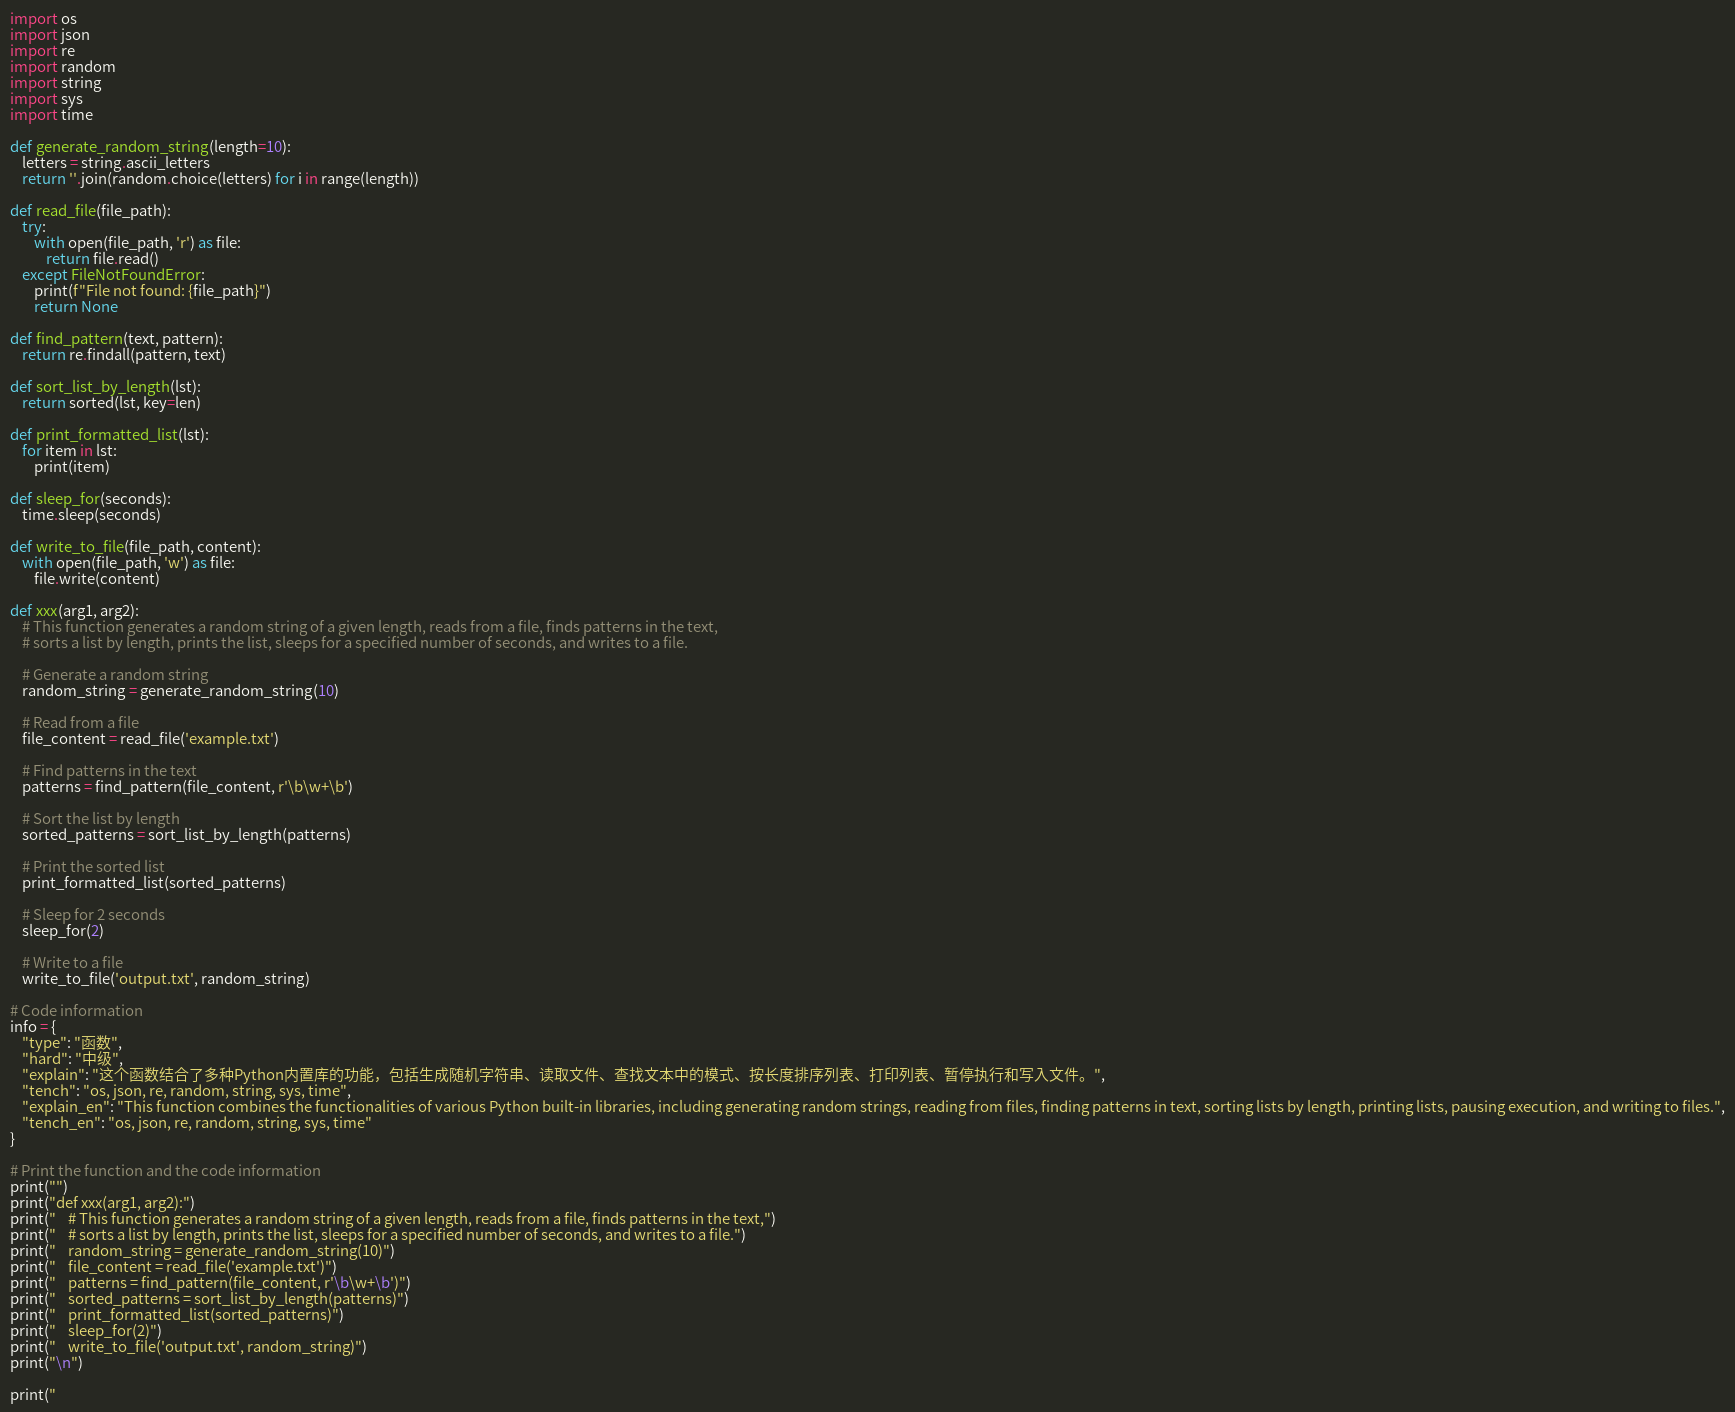 import os
import json
import re
import random
import string
import sys
import time

def generate_random_string(length=10):
    letters = string.ascii_letters
    return ''.join(random.choice(letters) for i in range(length))

def read_file(file_path):
    try:
        with open(file_path, 'r') as file:
            return file.read()
    except FileNotFoundError:
        print(f"File not found: {file_path}")
        return None

def find_pattern(text, pattern):
    return re.findall(pattern, text)

def sort_list_by_length(lst):
    return sorted(lst, key=len)

def print_formatted_list(lst):
    for item in lst:
        print(item)

def sleep_for(seconds):
    time.sleep(seconds)

def write_to_file(file_path, content):
    with open(file_path, 'w') as file:
        file.write(content)

def xxx(arg1, arg2):
    # This function generates a random string of a given length, reads from a file, finds patterns in the text,
    # sorts a list by length, prints the list, sleeps for a specified number of seconds, and writes to a file.

    # Generate a random string
    random_string = generate_random_string(10)

    # Read from a file
    file_content = read_file('example.txt')

    # Find patterns in the text
    patterns = find_pattern(file_content, r'\b\w+\b')

    # Sort the list by length
    sorted_patterns = sort_list_by_length(patterns)

    # Print the sorted list
    print_formatted_list(sorted_patterns)

    # Sleep for 2 seconds
    sleep_for(2)

    # Write to a file
    write_to_file('output.txt', random_string)

# Code information
info = {
    "type": "函数",
    "hard": "中级",
    "explain": "这个函数结合了多种Python内置库的功能，包括生成随机字符串、读取文件、查找文本中的模式、按长度排序列表、打印列表、暂停执行和写入文件。",
    "tench": "os, json, re, random, string, sys, time",
    "explain_en": "This function combines the functionalities of various Python built-in libraries, including generating random strings, reading from files, finding patterns in text, sorting lists by length, printing lists, pausing execution, and writing to files.",
    "tench_en": "os, json, re, random, string, sys, time"
}

# Print the function and the code information
print("")
print("def xxx(arg1, arg2):")
print("    # This function generates a random string of a given length, reads from a file, finds patterns in the text,")
print("    # sorts a list by length, prints the list, sleeps for a specified number of seconds, and writes to a file.")
print("    random_string = generate_random_string(10)")
print("    file_content = read_file('example.txt')")
print("    patterns = find_pattern(file_content, r'\b\w+\b')")
print("    sorted_patterns = sort_list_by_length(patterns)")
print("    print_formatted_list(sorted_patterns)")
print("    sleep_for(2)")
print("    write_to_file('output.txt', random_string)")
print("\n")

print("